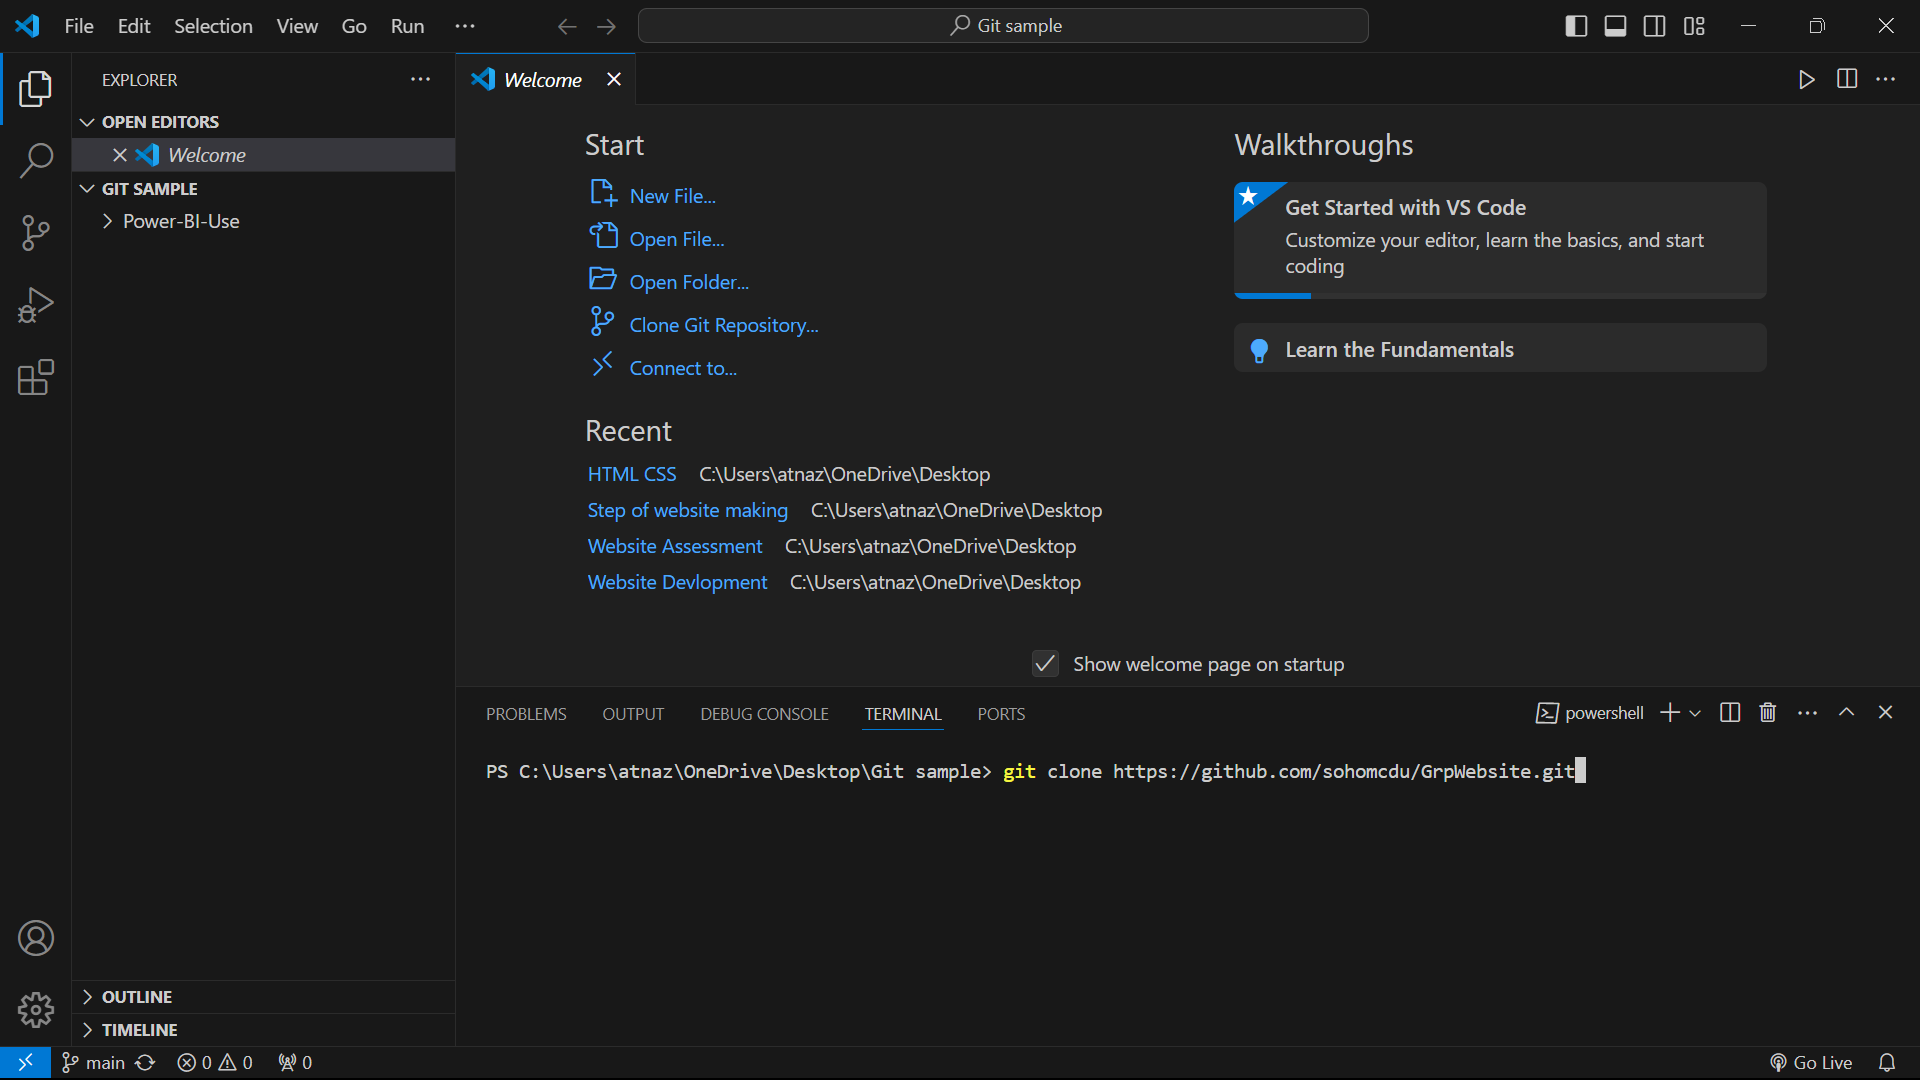 File Edit Selection View Go Run
Git sample
EXPLORER
OPEN EDITORS
Welcome
GIT SAMPLE
Power-BI-Use
OUTLINE
TIMELINE
Welcome
Start
New File...
Open File...
Open Folder...
Clone Git Repository...
Connect to...
Recent
HTML CSS C:\Users\atnaz\OneDrive\Desktop
Step of website making C:\Users\atnaz\OneDrive\Desktop
Website Assessment C:\Users\atnaz\OneDrive\Desktop
Website Devlopment C:\Users\atnaz\OneDrive\Desktop
Walkthroughs
Get Started with VS Code
Customize your editor, learn the basics, and start
coding
Learn the Fundamentals
Show welcome page on startup
PROBLEMS OUTPUT DEBUG CONSOLE TERMINAL PORTS
powershell
PS C:\Users\atnaz\OneDrive\Desktop\Git sample> git clone https://github.com/sohomcdu/GrpWebsite.git
main 0 0 0
Go Live